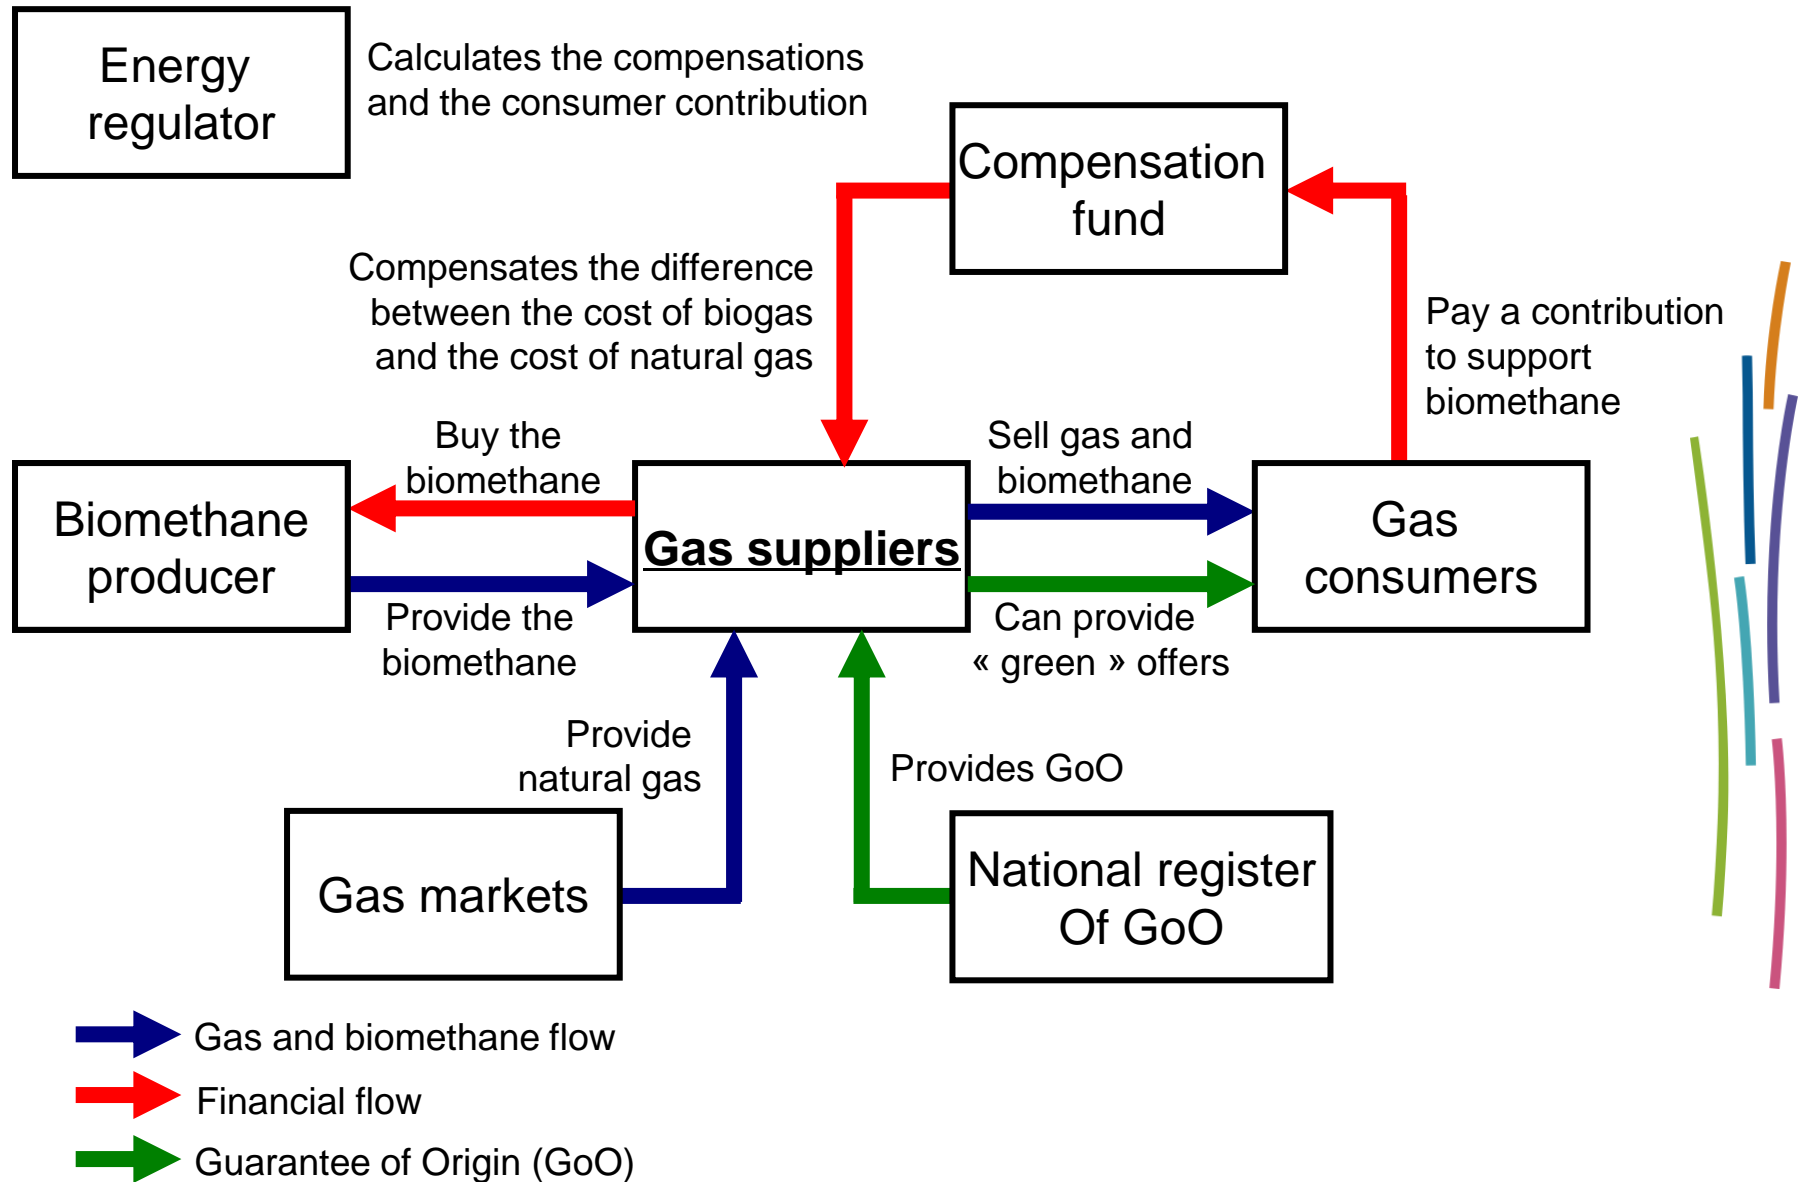 Energy
regulator
Calculates the compensations
and the consumer contribution
Compensation
fund
Compensates the difference
between the cost of biogas
and the cost of natural gas
Pay a contribution
to support
biomethane
Buy the
biomethane
Sell gas and
biomethane
Biomethane
producer
Gas suppliers
Gas
consumers
Provide the
biomethane
Can provide
« green » offers
Provide
natural gas
Provides GoO
Gas markets
National register
Of GoO
Gas and biomethane flow
Financial flow
Guarantee of Origin (GoO)